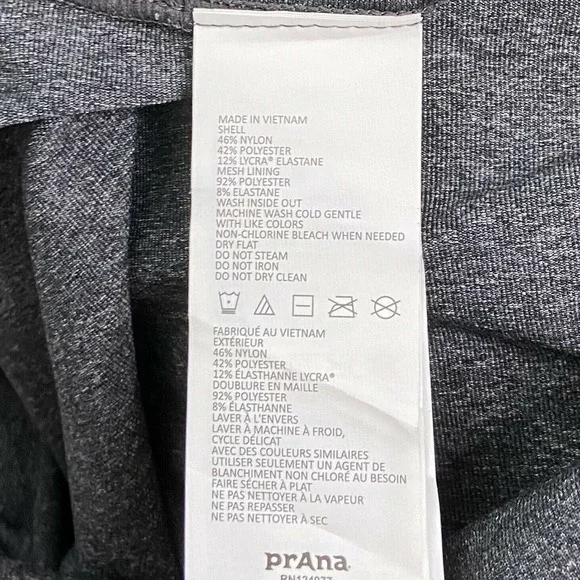 MADE IN VIETNAM
SHELL
46% NYLON
42% POLYESTER
12% LYCRA® ELASTANE
MESH LINING
92% POLYESTER
8% ELASTANE
WASH INSIDE OUT
MACHINE WASH COLD GENTLE
WITH LIKE COLORS
NON-CHLORINE BLEACH WHEN NEEDED
DRY FLAT
DO NOT STEAM
DO NOT IRON
DO NOT DRY CLEAN
FABRIQUÉ AU VIETNAM
EXTÉRIEUR
46% NYLON
42% POLYESTER
12% ÉLASTHANNE LYCRA®
DOUBLURE EN MAILLE
92% POLYESTER
8% ÉLASTHANNE
LAVER À L'ENVERS
LAVER À MACHINE À FROID,
CYCLE DÉLICAT
AVEC DES COULEURS SIMILAIRES
UTILISER SEULEMENT UN AGENT DE
BLANCHIMENT NON CHLORÉ AU BESOIN
FAIRE SÉCHER À PLAT
NE PAS NETTOYER À LA VAPEUR
NE PAS REPASSER
NE PAS NETTOYER À SEC
prAna
RN124977